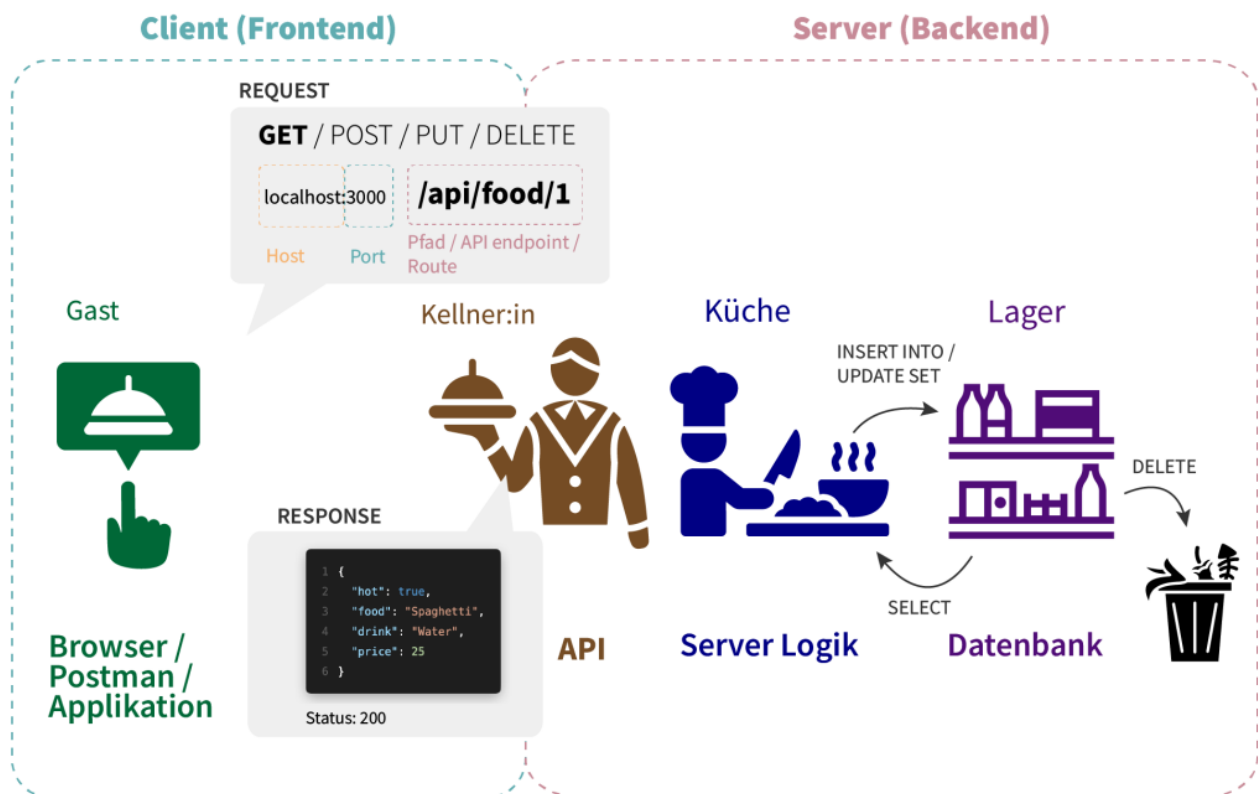 Client (Frontend)
Server (Backend)
REQUEST
GET / POST / PUT / DELETE
localhost:3000
/api/food/1
Host
Port
Pfad / API endpoint /
Route
Gast
Kellner:in
Küche
Lager
INSERT INTO /
UPDATE SET
DELETE
SELECT
RESPONSE
1 {
2 "hot": true,
3 "food": "Spaghetti",
4 "drink": "Water",
5 "price": 25
6 }
Status: 200
Browser /
Postman /
Applikation
API
Server Logik
Datenbank